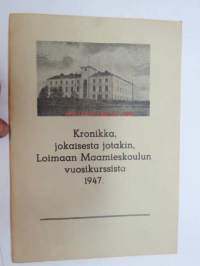 Kronikka,
jokaisesta jotakin,
Loimaan Maamieskoulun
vuosikurssista
1947.